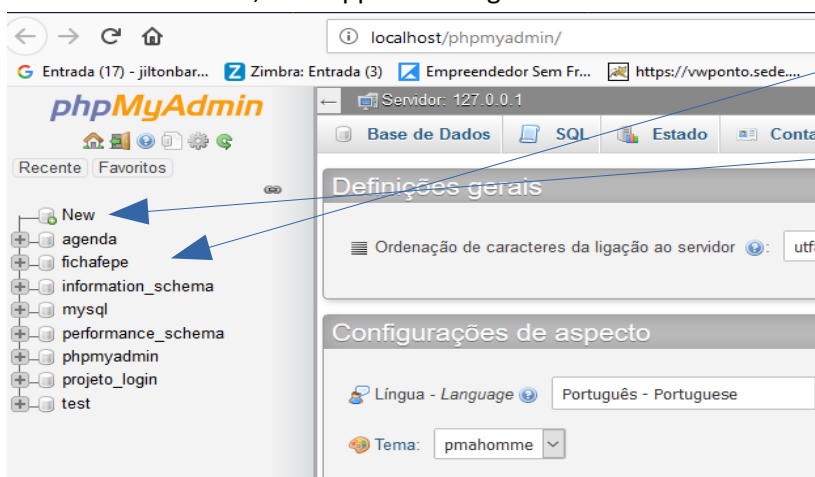 localhost/phpmyadmin/
Entrada (17) - jiltonbar... Zimbra: Entrada (3) Empreendedor Sem Fr... https://vwponto.sede....
phpMyAdmin
Recente Favoritos
New
agenda
fichafepe
information_schema
mysql
performance_schema
phpmyadmin
projeto_login
test
Servidor: 127.0.0.1
Base de Dados SQL Estado Conta
Definições gerais
Ordenação de caracteres da ligação ao servidor : utf
Configurações de aspecto
Língua - Language Português - Portuguese
Tema: pmahomme